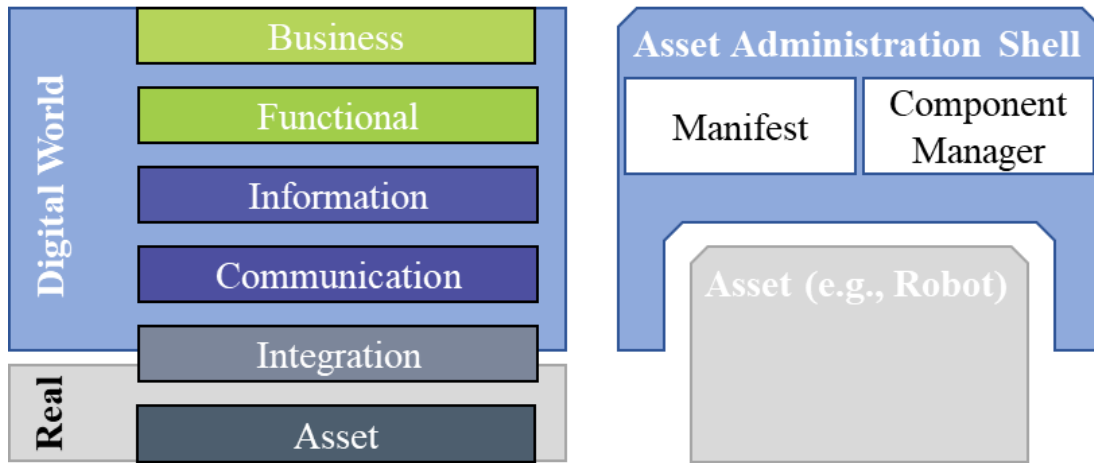 Digital World
Business
Functional
Information
Communication
Integration
Real
Asset
Asset Administration Shell
Manifest
Component
Manager
Asset (e.g., Robot)